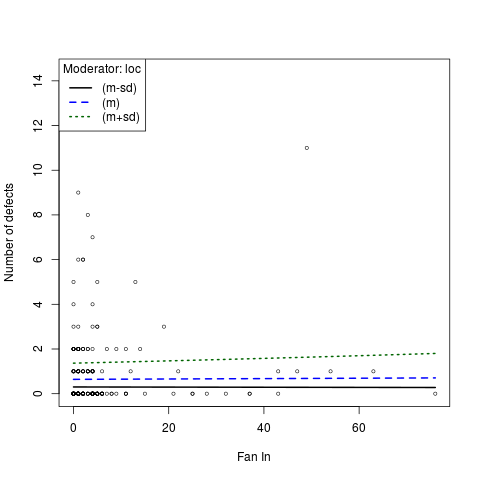 Moderator: loc
(m-sd)
(m)
(m+sd)
Number of defects
14
12
10
8
6
4
2
0
0 20 40 60
Fan In